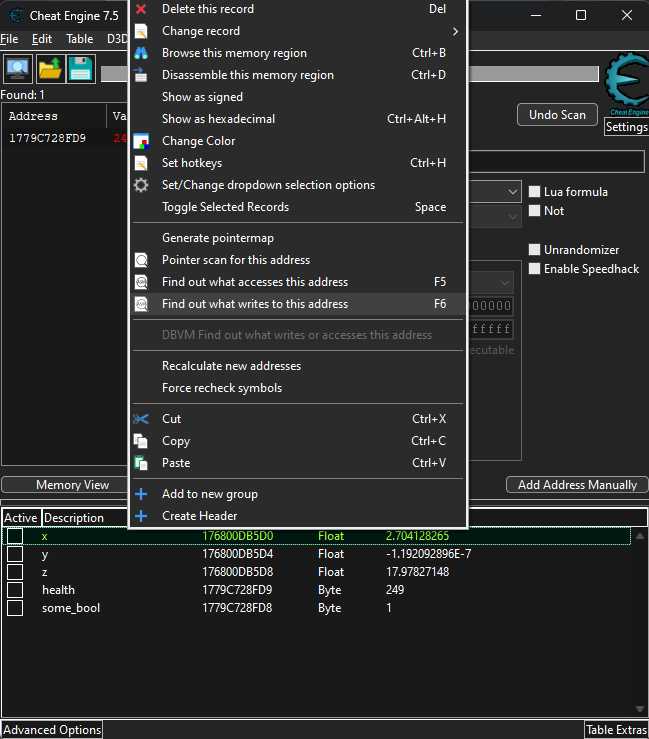 Cheat Engine 7.5
File Edit Table D3D
Found: 1
Address Va
1779C728FD9 24
Delete this record Del
Change record
Browse this memory region Ctrl+B
Disassemble this memory region Ctrl+D
Show as signed
Show as hexadecimal Ctrl+Alt+H
Change Color
Set hotkeys Ctrl+H
Set/Change dropdown selection options
Toggle Selected Records Space
Generate pointermap
Pointer scan for this address
Find out what accesses this address F5
Find out what writes to this address F6
DBVM Find out what writes or accesses this address
Recalculate new addresses
Force recheck symbols
Cut Ctrl+X
Copy Ctrl+C
Paste Ctrl+V
Add to new group
Create Header
Undo Scan
Cheat Engine
Settings
Lua formula
Not
Unrandomizer
Enable Speedhack
00000
fffff
ecutable
Memory View
Add Address Manually
Active Description
x 176800DB5D0 Float 2.704128265
y 176800DB5D4 Float -1.192092896E-7
z 176800DB5D8 Float 17.97827148
health 1779C728FD9 Byte 249
some_bool 1779C728FD8 Byte 1
Advanced Options
Table Extras